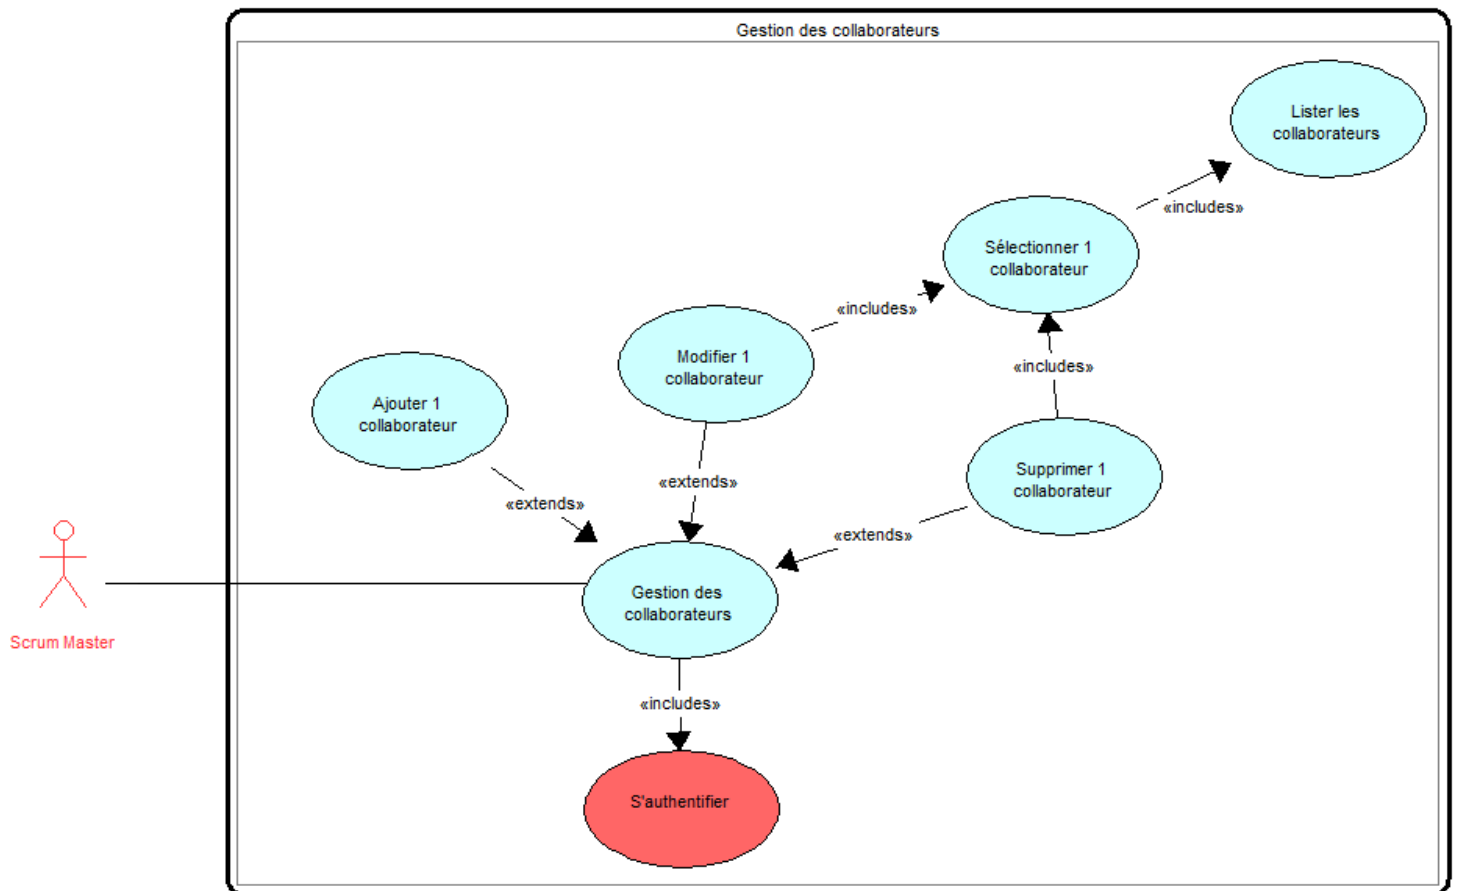 Gestion des collaborateurs
Lister les
collaborateurs
«includes»
Sélectionner 1
collaborateur
«includes»
Modifier 1
collaborateur
«includes»
Ajouter 1
collaborateur
Supprimer 1
collaborateur
«extends»
«extends»
«extends»
Gestion des
collaborateurs
Scrum Master
«includes»
S'authentifier